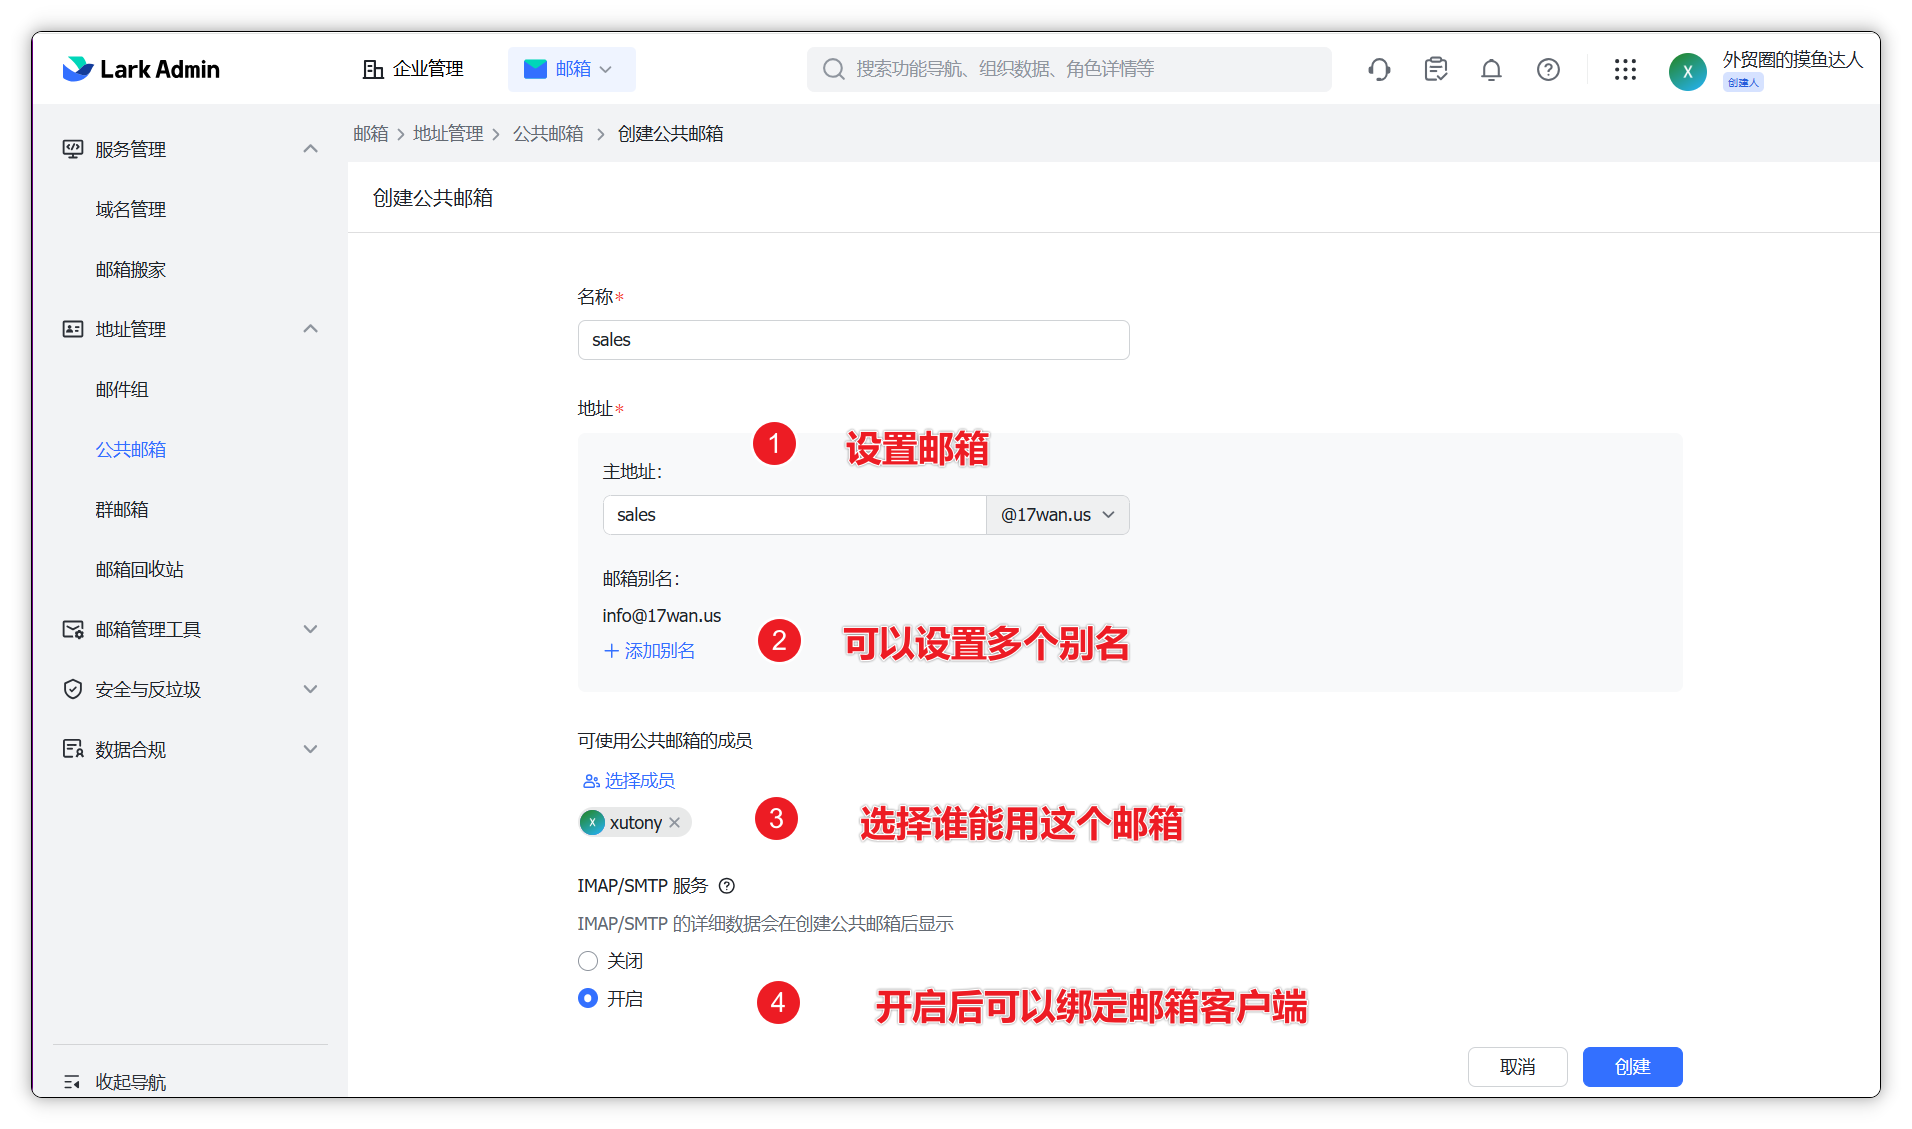 Lark Admin
企业管理
邮箱
搜索功能导航、组织数据、角色详情等
X
外贸圈的摸鱼达人
创建人
服务管理
域名管理
邮箱搬家
地址管理
邮件组
公共邮箱
群邮箱
邮箱回收站
邮箱管理工具
安全与反垃圾
数据合规
收起导航
邮箱 > 地址管理 > 公共邮箱 > 创建公共邮箱
创建公共邮箱
名称*
sales
地址*
1 设置邮箱
主地址:
sales @17wan.us
邮箱别名:
info@17wan.us
+ 添加别名
2 可以设置多个别名
可使用公共邮箱的成员
选择成员
X xutony ×
3 选择谁能用这个邮箱
IMAP/SMTP 服务
IMAP/SMTP 的详细数据会在创建公共邮箱后显示
关闭
开启
4 开启后可以绑定邮箱客户端
取消 创建